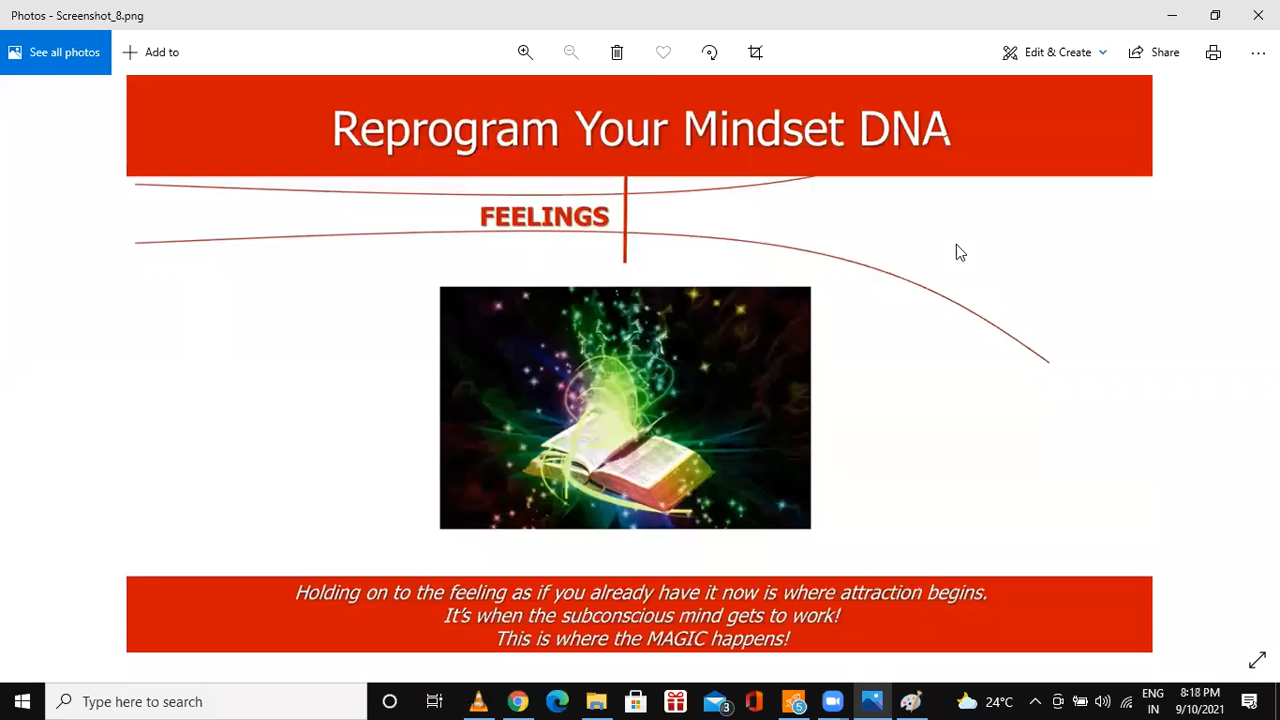 Photos - Screenshot_8.png
See all photos
Add to
Edit & Create
Share
Reprogram Your Mindset DNA
FEELINGS
Holding on to the feeling as if you already have it now is where attraction begins.
It's when the subconscious mind gets to work!
This is where the MAGIC happens!
Type here to search
3
5
24°C
ENG
IN
8:18 PM
9/10/2021